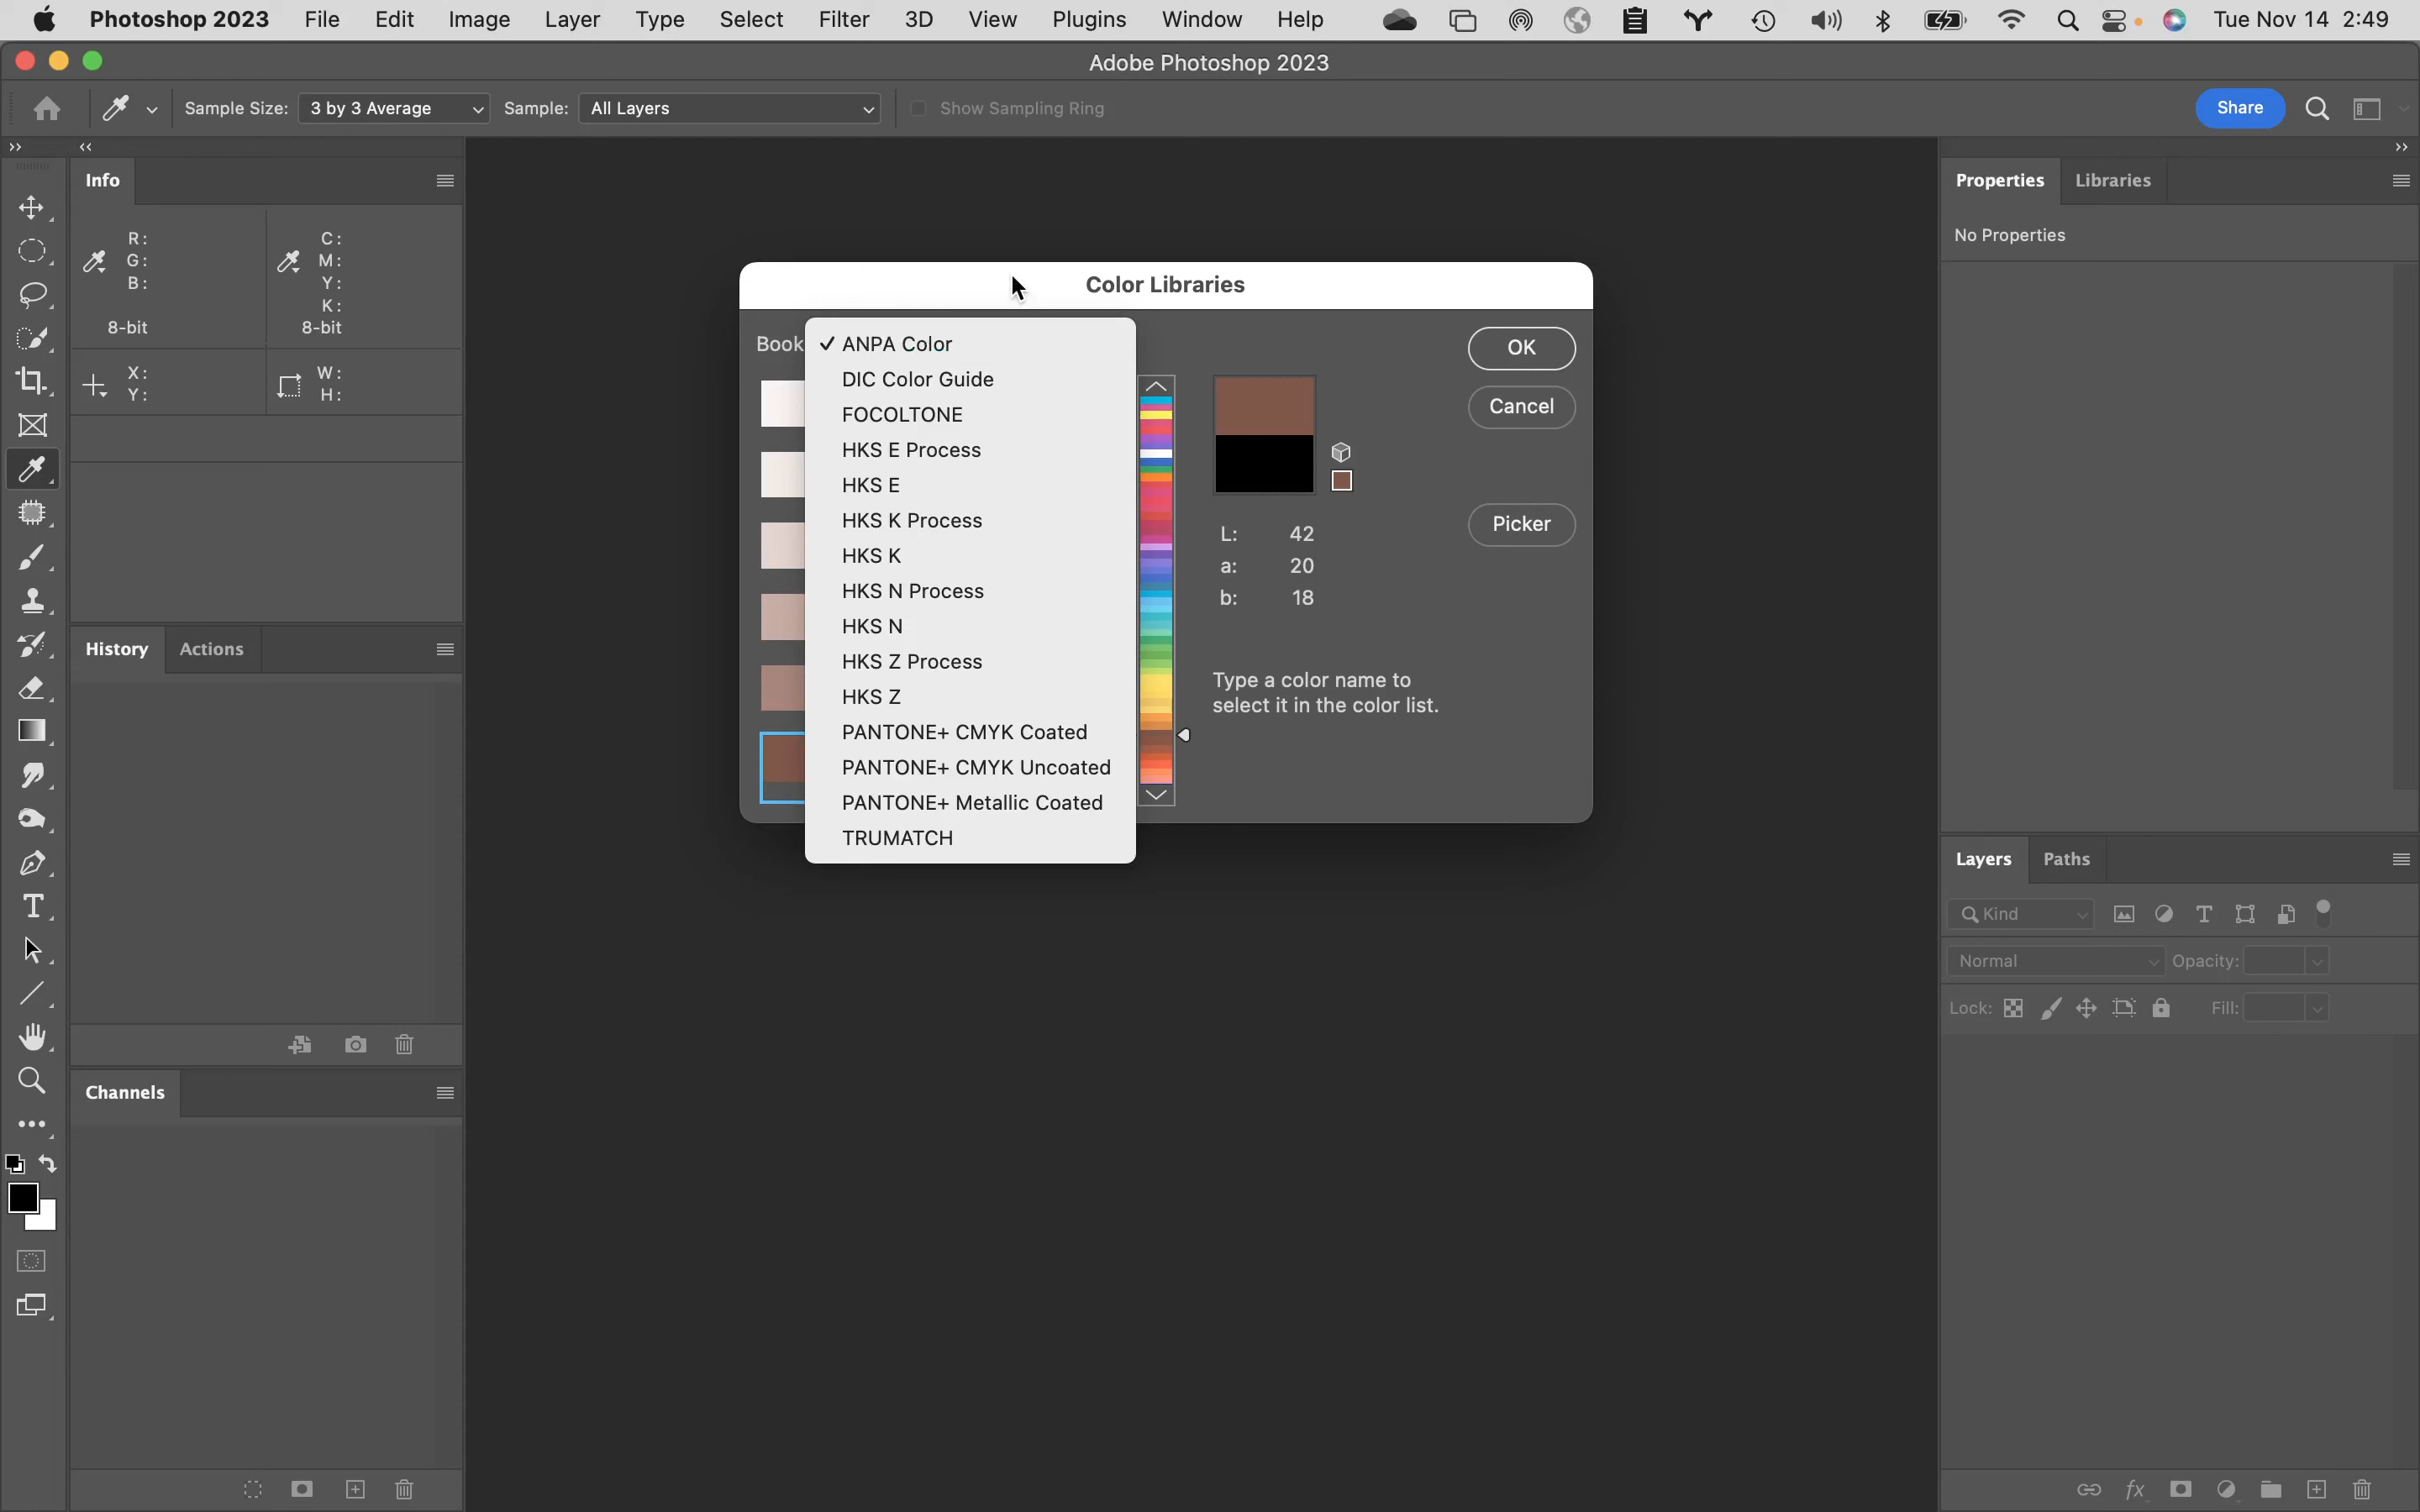 Photoshop 2023 File Edit Image Layer Type Select Filter 3D View Plugins Window Help Tue Nov 14 2:49
Adobe Photoshop 2023
Sample Size: 3 by 3 Average Sample: All Layers Show Sampling Ring Share
Info
R: C:
G: M:
B: Y:
K:
8-bit 8-bit
X: W:
Y: H:
History Actions
Channels
Color Libraries
Book
ANPA Color
DIC Color Guide
FOCOLTONE
HKS E Process
HKS E
HKS K Process
HKS K
HKS N Process
HKS N
HKS Z Process
HKS Z
PANTONE+ CMYK Coated
PANTONE+ CMYK Uncoated
PANTONE+ Metallic Coated
TRUMATCH
OK
Cancel
Picker
L: 42
a: 20
b: 18
Type a color name to
select it in the color list.
Properties Libraries
No Properties
Layers Paths
Kind
Normal Opacity:
Lock: Fill:
fx